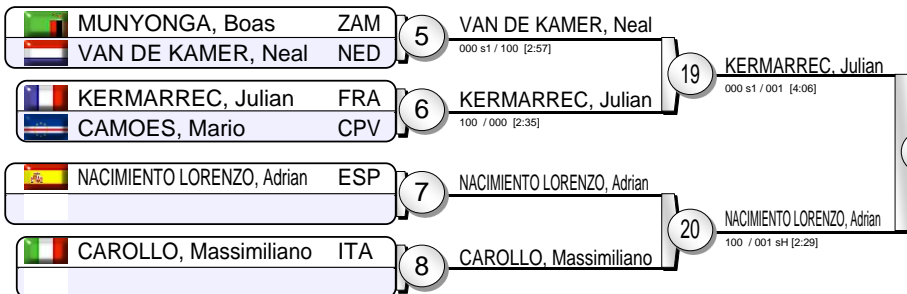 MUNYONGA, Boas ZAM
VAN DE KAMER, Neal NED
5
VAN DE KAMER, Neal
000 s1 / 100 [2:57]
KERMARREC, Julian FRA
CAMOES, Mario CPV
6
KERMARREC, Julian
100 / 000 [2:35]
19
KERMARREC, Julian
000 s1 / 001 [4:06]
NACIMIENTO LORENZO, Adrian ESP
7
NACIMIENTO LORENZO, Adrian
CAROLLO, Massimiliano ITA
8
CAROLLO, Massimiliano
20
NACIMIENTO LORENZO, Adrian
100 / 001 sH [2:29]